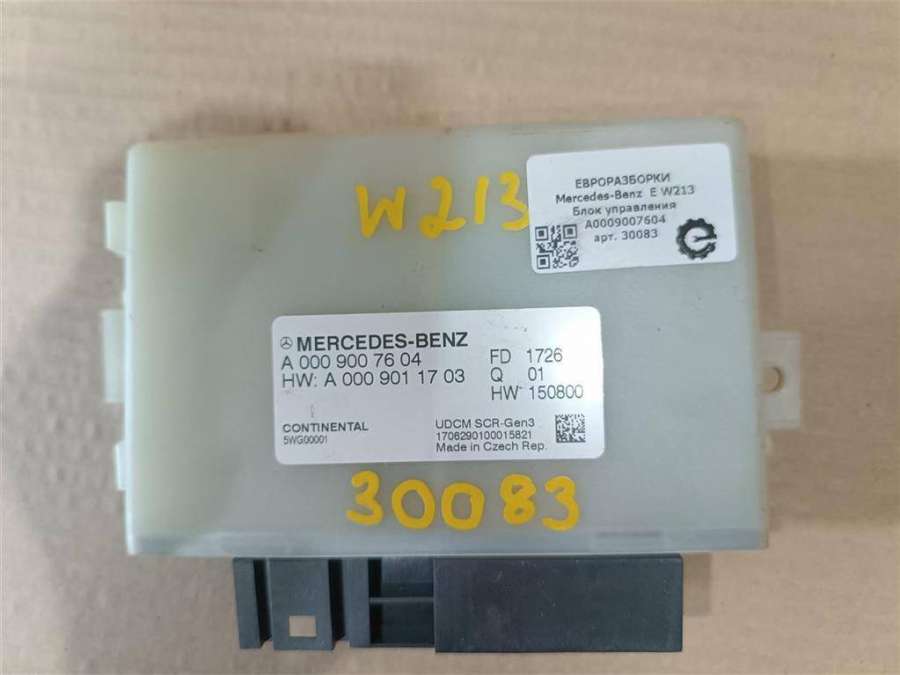 W213
ЕВРОРАЗБОРКИ
Mercedes-Benz E W213
Блок управления
A0009007604
арт. 30083
MERCEDES-BENZ
A 000 900 76 04
HW: A 000 901 17 03
FD 1726
Q 01
HW 150800
CONTINENTAL
5WG00001
UDCM SCR-Gen3
1706290100015821
Made in Czech Rep.
30083